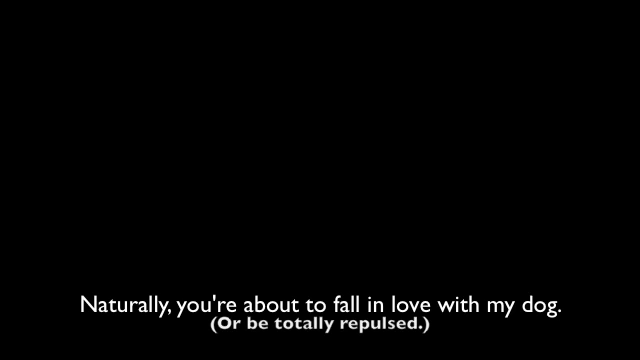 Naturally, you're about to fall in love with my dog.
(Or be totally repulsed.)